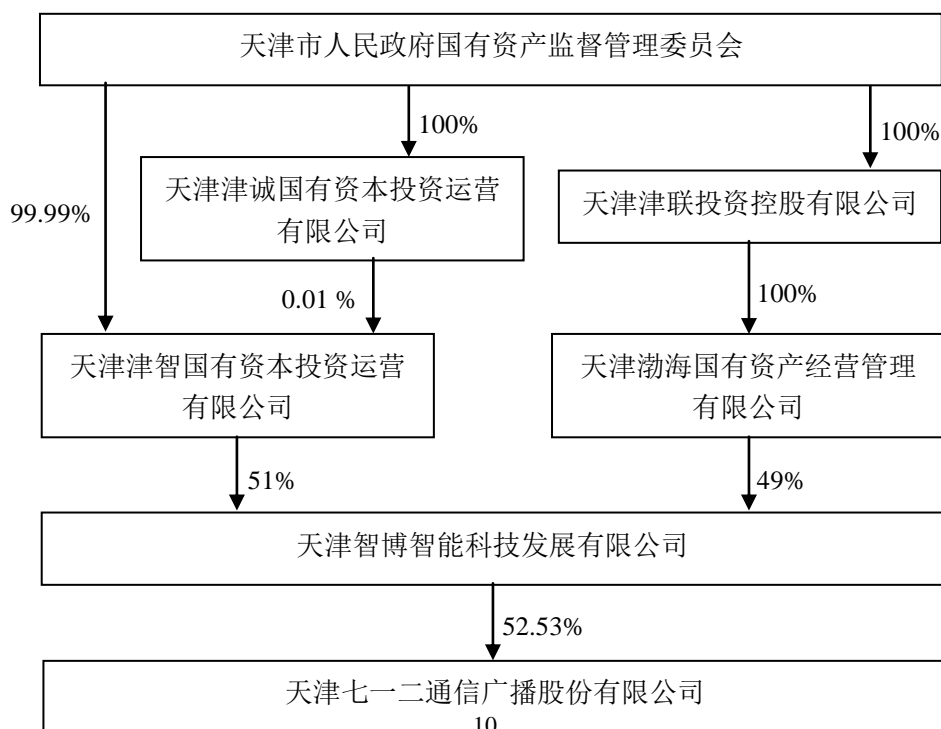 天津市人民政府国有资产监督管理委员会
100%
100%
天津津诚国有资本投资运营
有限公司
天津津联投资控股有限公司
99.99%
0.01 %
100%
天津津智国有资本投资运营
有限公司
天津渤海国有资产经营管理
有限公司
51%
49%
天津智博智能科技发展有限公司
52.53%
天津七一二通信广播股份有限公司
10